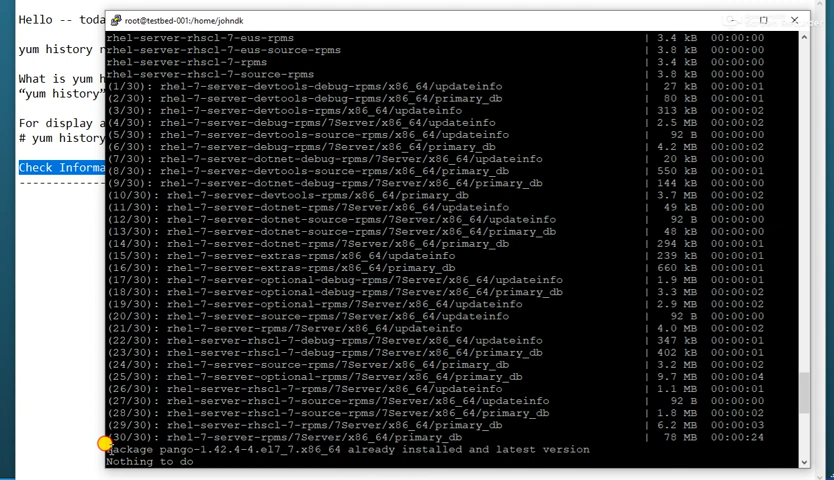 Hello -- toda
yum history n
What is yum h
“yum history”
For display a
# yum history
Check Informa
-------------
root@testbed-001:/home/johndk
rhel-server-rhscl-7-eus-rpms | 3.4 kB 00:00:00
rhel-server-rhscl-7-eus-source-rpms | 3.8 kB 00:00:00
rhel-server-rhscl-7-rpms | 3.4 kB 00:00:00
rhel-server-rhscl-7-source-rpms | 3.8 kB 00:00:00
(1/30): rhel-7-server-devtools-debug-rpms/x86_64/updateinfo | 27 kB 00:00:01
(2/30): rhel-7-server-devtools-debug-rpms/x86_64/primary_db | 80 kB 00:00:01
(3/30): rhel-7-server-devtools-rpms/x86_64/updateinfo | 313 kB 00:00:02
(4/30): rhel-7-server-debug-rpms/7Server/x86_64/updateinfo | 2.5 MB 00:00:02
(5/30): rhel-7-server-devtools-source-rpms/x86_64/updateinfo | 92 B 00:00:00
(6/30): rhel-7-server-debug-rpms/7Server/x86_64/primary_db | 4.2 MB 00:00:02
(7/30): rhel-7-server-dotnet-debug-rpms/7Server/x86_64/updateinfo | 20 kB 00:00:00
(8/30): rhel-7-server-devtools-source-rpms/x86_64/primary_db | 550 kB 00:00:01
(9/30): rhel-7-server-dotnet-debug-rpms/7Server/x86_64/primary_db | 144 kB 00:00:00
(10/30): rhel-7-server-devtools-rpms/x86_64/primary_db | 3.7 MB 00:00:02
(11/30): rhel-7-server-dotnet-rpms/7Server/x86_64/updateinfo | 49 kB 00:00:00
(12/30): rhel-7-server-dotnet-source-rpms/7Server/x86_64/updateinfo | 92 B 00:00:00
(13/30): rhel-7-server-dotnet-source-rpms/7Server/x86_64/primary_db | 48 kB 00:00:00
(14/30): rhel-7-server-dotnet-rpms/7Server/x86_64/primary_db | 294 kB 00:00:01
(15/30): rhel-7-server-extras-rpms/x86_64/updateinfo | 239 kB 00:00:01
(16/30): rhel-7-server-extras-rpms/x86_64/primary_db | 660 kB 00:00:01
(17/30): rhel-7-server-optional-debug-rpms/7Server/x86_64/updateinfo | 1.9 MB 00:00:01
(18/30): rhel-7-server-optional-debug-rpms/7Server/x86_64/primary_db | 3.3 MB 00:00:02
(19/30): rhel-7-server-optional-rpms/7Server/x86_64/updateinfo | 2.9 MB 00:00:02
(20/30): rhel-7-server-source-rpms/7Server/x86_64/updateinfo | 92 B 00:00:00
(21/30): rhel-7-server-rpms/7Server/x86_64/updateinfo | 4.0 MB 00:00:02
(22/30): rhel-server-rhscl-7-debug-rpms/7Server/x86_64/updateinfo | 347 kB 00:00:01
(23/30): rhel-server-rhscl-7-debug-rpms/7Server/x86_64/primary_db | 402 kB 00:00:01
(24/30): rhel-7-server-source-rpms/7Server/x86_64/primary_db | 3.2 MB 00:00:02
(25/30): rhel-7-server-optional-rpms/7Server/x86_64/primary_db | 9.7 MB 00:00:04
(26/30): rhel-server-rhscl-7-rpms/7Server/x86_64/updateinfo | 1.1 MB 00:00:01
(27/30): rhel-server-rhscl-7-source-rpms/7Server/x86_64/updateinfo | 92 B 00:00:00
(28/30): rhel-server-rhscl-7-source-rpms/7Server/x86_64/primary_db | 1.8 MB 00:00:02
(29/30): rhel-server-rhscl-7-rpms/7Server/x86_64/primary_db | 6.2 MB 00:00:03
(30/30): rhel-7-server-rpms/7Server/x86_64/primary_db | 78 MB 00:00:24
Package pango-1.42.4-4.el7_7.x86_64 already installed and latest version
Nothing to do